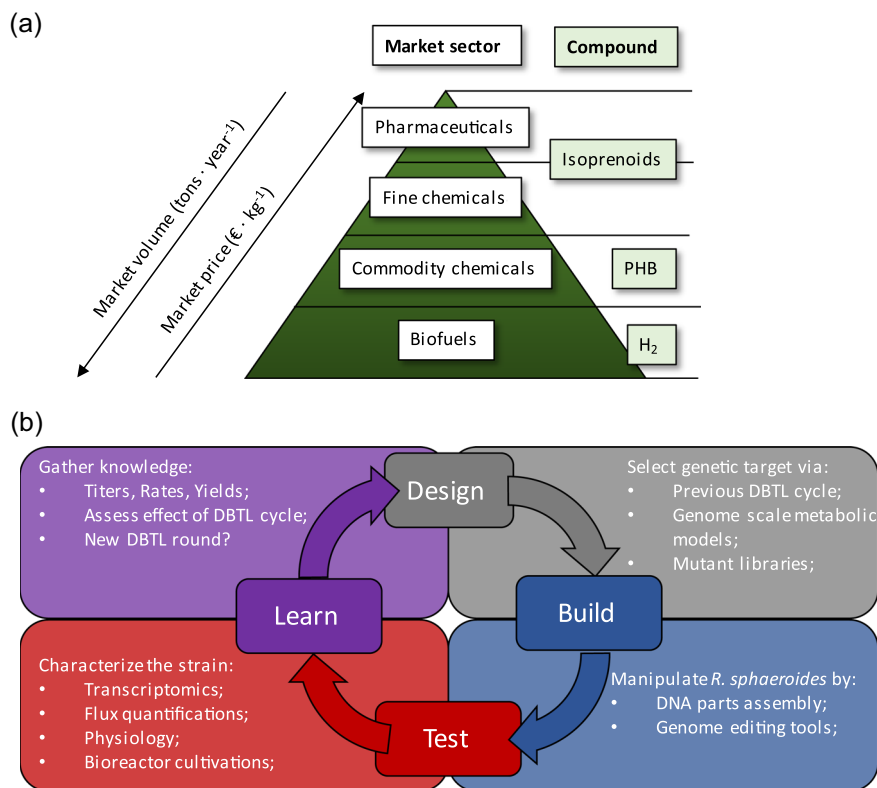 (a)
Market sector
Compound
Market volume (tons · year⁻¹)
Market price (€ · kg⁻¹)
Pharmaceuticals
Isoprenoids
Fine chemicals
Commodity chemicals
PHB
Biofuels
H₂
(b)
Gather knowledge:
• Titers, Rates, Yields;
• Assess effect of DBTL cycle;
• New DBTL round?
Design
Select genetic target via:
• Previous DBTL cycle;
• Genome scale metabolic
models;
• Mutant libraries;
Learn
Build
Characterize the strain:
• Transcriptomics;
• Flux quantifications;
• Physiology;
• Bioreactor cultivations;
Test
Manipulate R. sphaeroides by:
• DNA parts assembly;
• Genome editing tools;